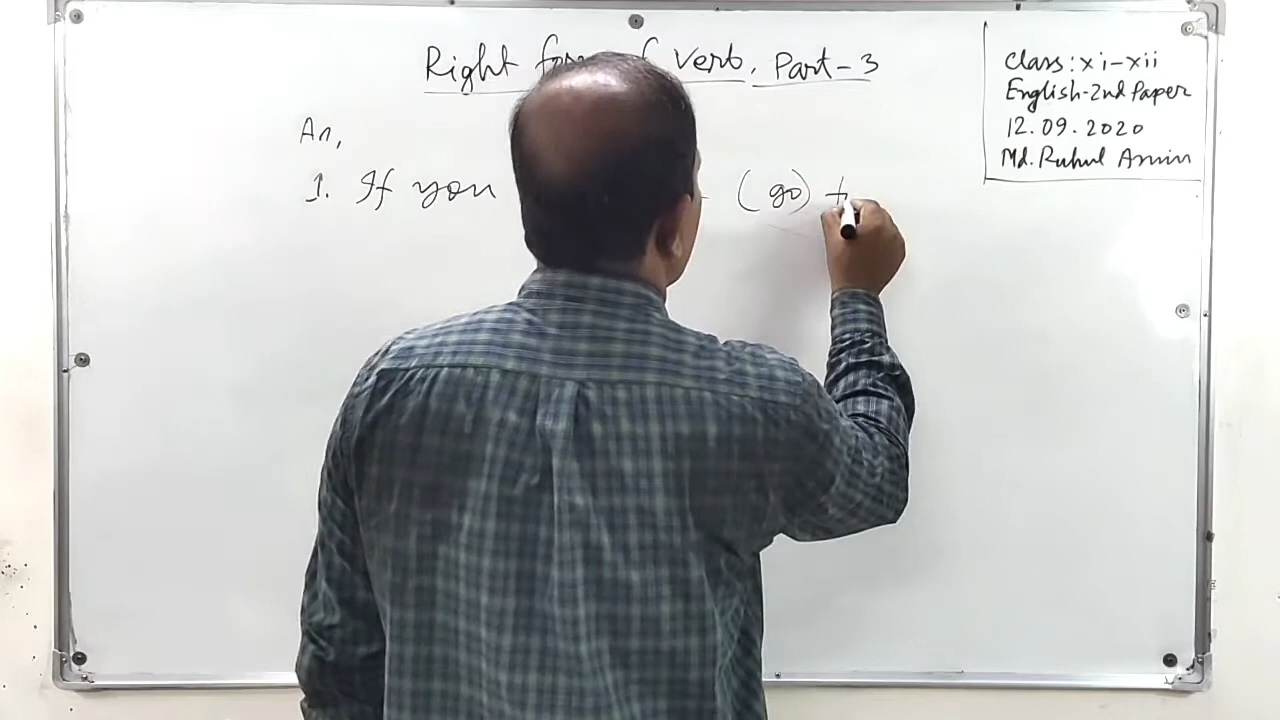 Right of Verb. Part-3
Class: xi-xii
English-2nd Paper
12.09.2020
Md. Ruhul Amin
An,
1. If you (go)